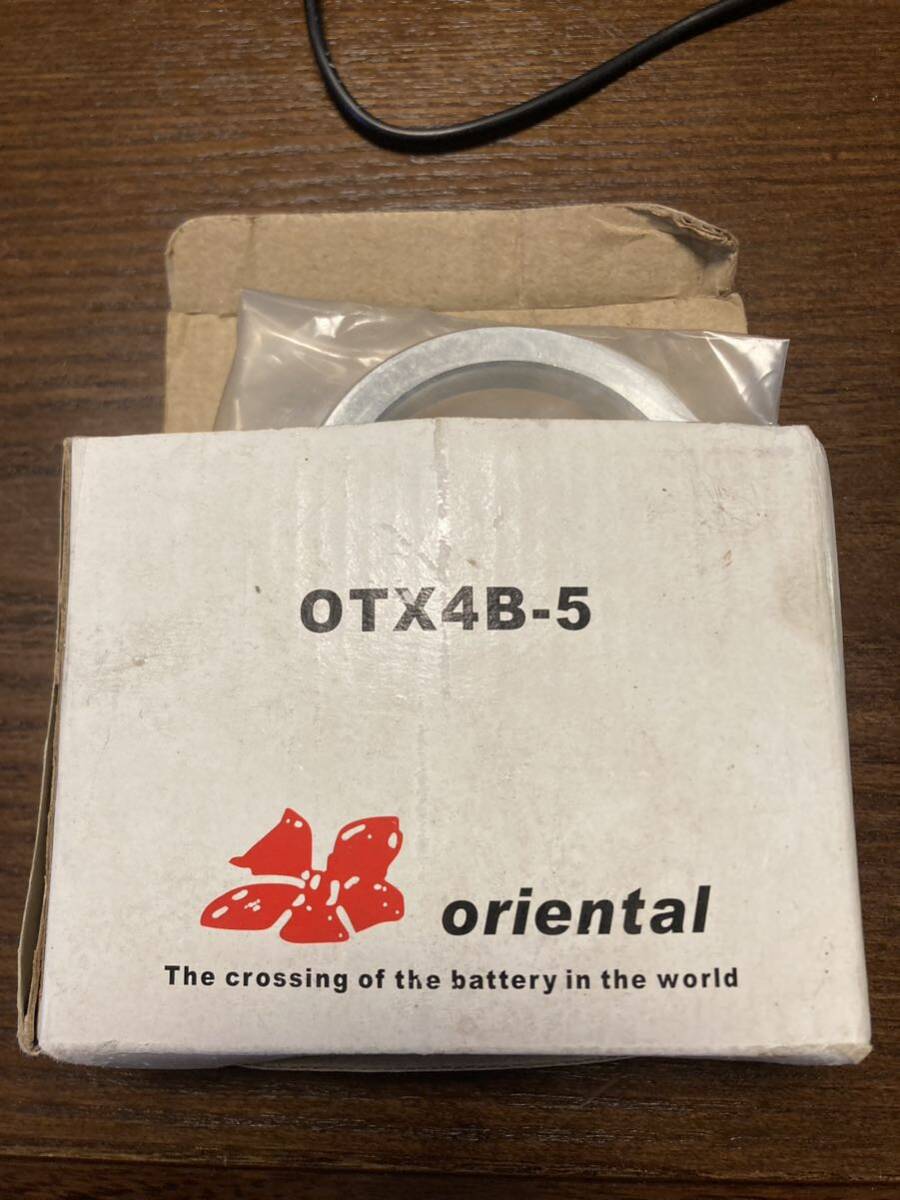 OTX4B-5
oriental
The crossing of the battery in the world